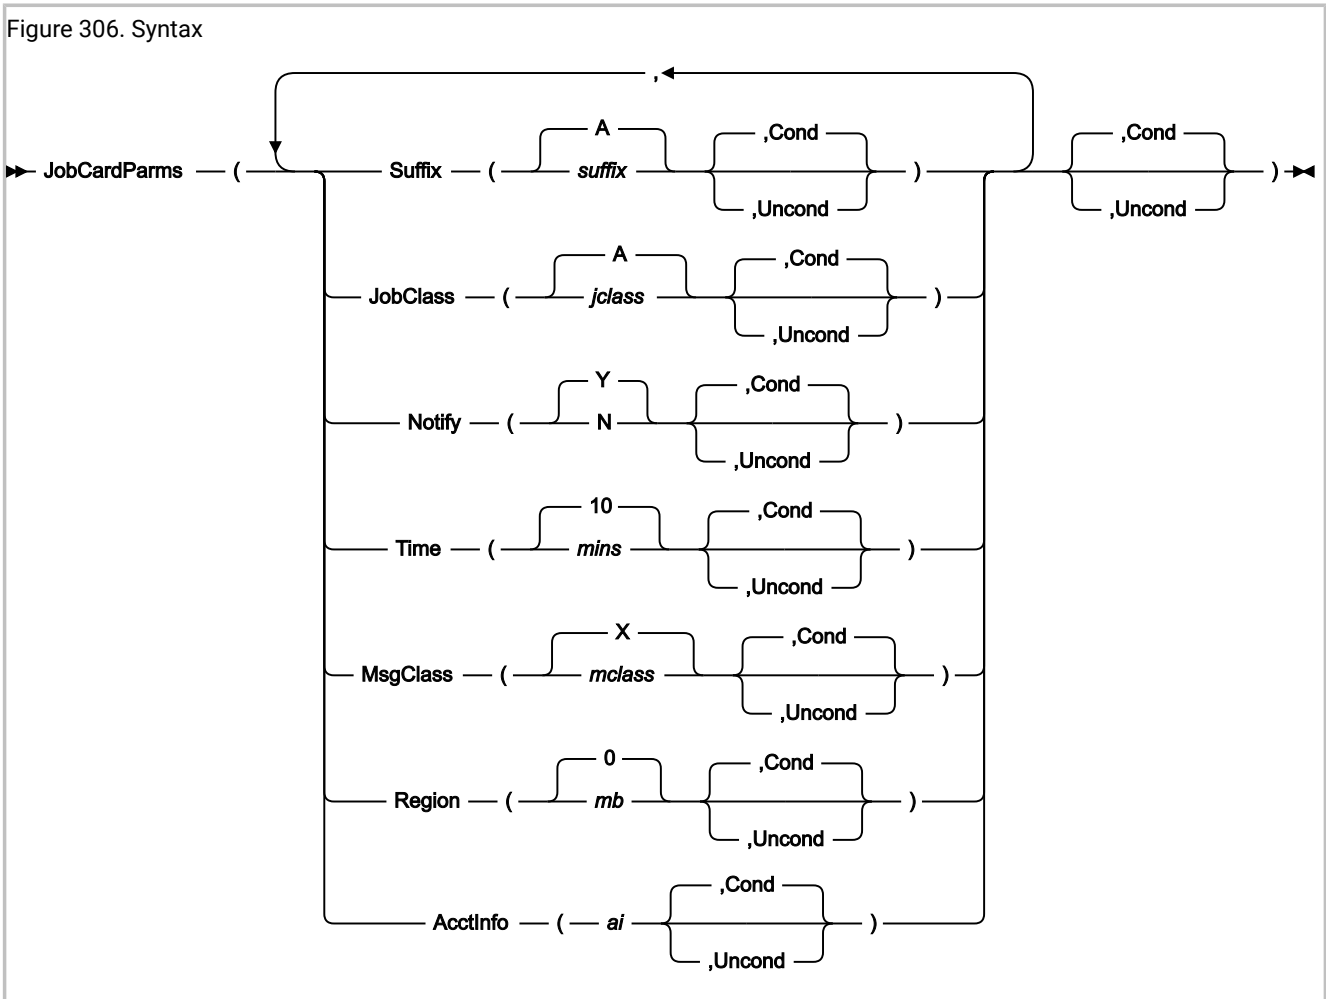 Figure 306. Syntax
,
A ,Cond ,Cond
JobCardParms ( Suffix ( suffix ) )
,Uncond ,Uncond
A ,Cond
JobClass ( jclass )
,Uncond
Y ,Cond
Notify ( N )
,Uncond
10 ,Cond
Time ( mins )
,Uncond
X ,Cond
MsgClass ( mclass )
,Uncond
0 ,Cond
Region ( mb )
,Uncond
,Cond
AcctInfo ( ai )
,Uncond